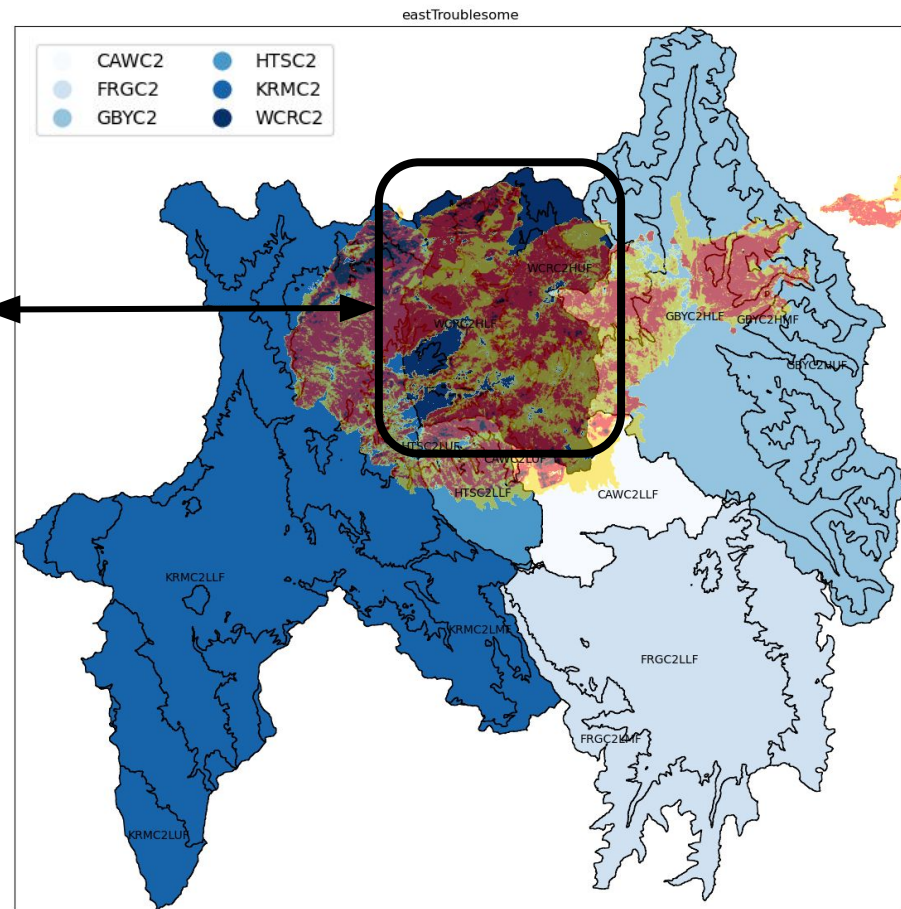 eastTroublesome
CAWC2
FRGC2
GBYC2
HTSC2
KRMC2
WCRC2
WCRC2HUF
GBYC2HLF
GBYC2HMF
WCRC2HLF
GBYC2HUF
HTSC2LUF
CAWC2LUF
HTSC2LLF
CAWC2LLF
KRMC2LLF
KRMC2LMF
FRGC2LLF
FRGC2LMF
KRMC2LUF